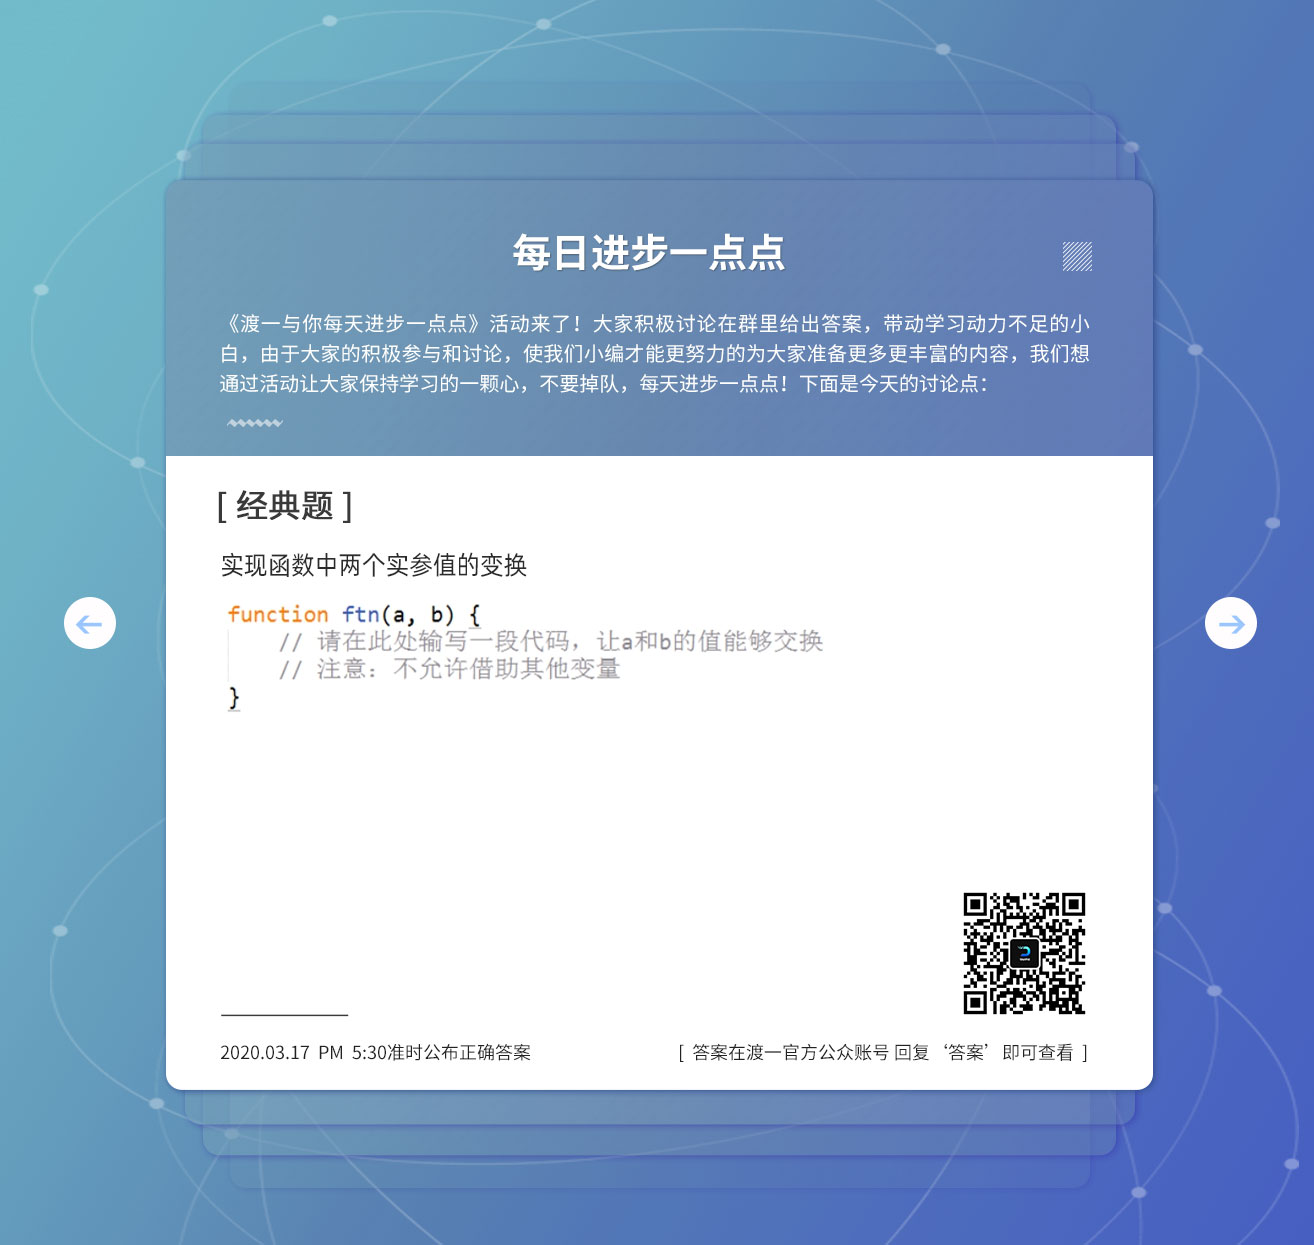 每日进步一点点
《渡一与你每天进步一点点》活动来了！大家积极讨论在群里给出答案，带动学习动力不足的小
白，由于大家的积极参与和讨论，使我们小编才能更努力的为大家准备更多更丰富的内容，我们想
通过活动让大家保持学习的一颗心，不要掉队，每天进步一点点！下面是今天的讨论点：
[ 经典题 ]
实现函数中两个实参值的变换
function ftn(a, b) {
// 请在此处输写一段代码，让a和b的值能够交换
// 注意：不允许借助其他变量
}
2020.03.17 PM 5:30准时公布正确答案
[ 答案在渡一官方公众账号 回复 ‘答案’ 即可查看 ]